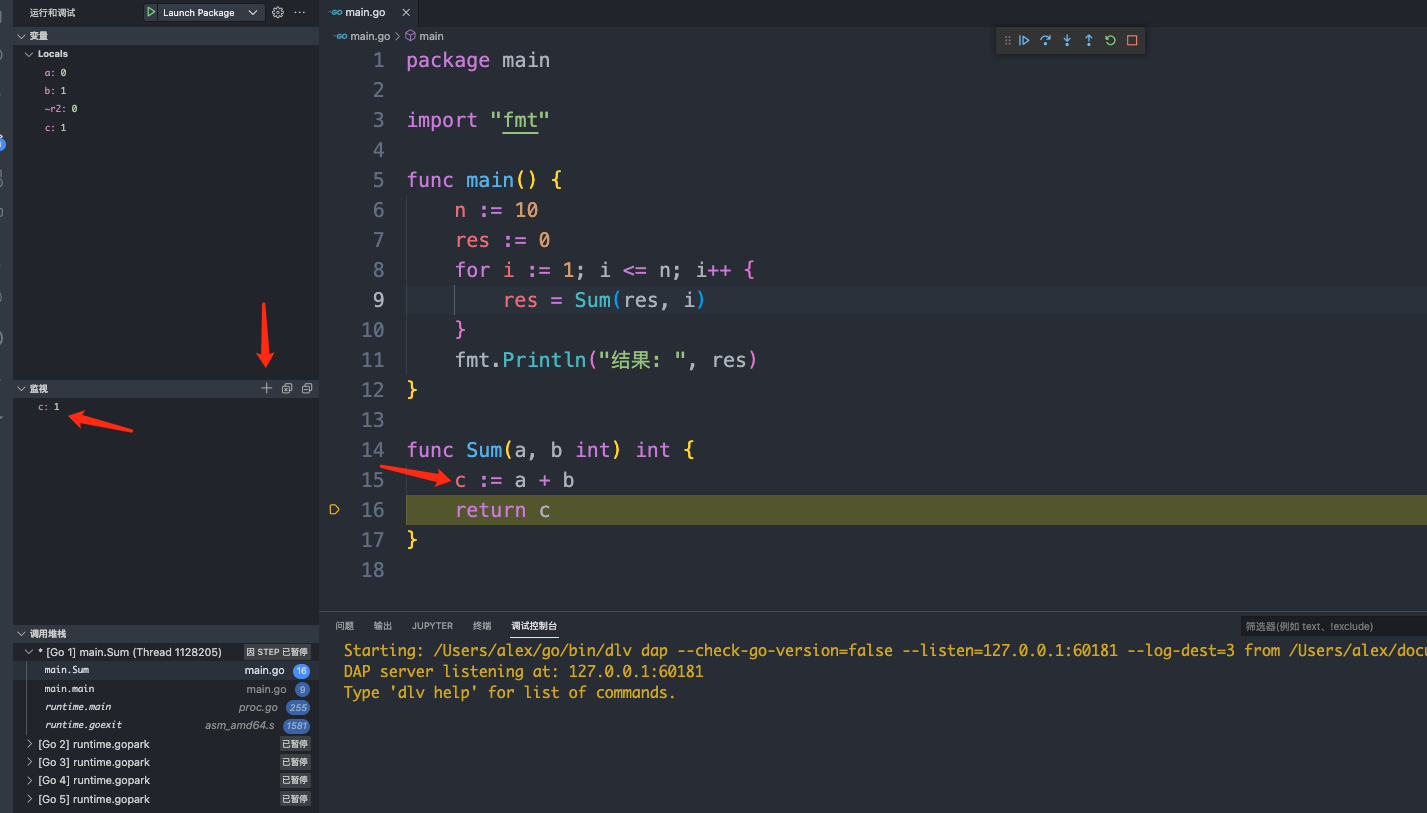 运行和调试 Launch Package
变量
Locals
a: 0
b: 1
~r2: 0
c: 1
监视
c: 1
调用堆栈
* [Go 1] main.Sum (Thread 1128205) 因 STEP 已暂停
main.Sum main.go 16
main.main main.go 9
runtime.main proc.go 255
runtime.goexit asm_amd64.s 1581
[Go 2] runtime.gopark 已暂停
[Go 3] runtime.gopark 已暂停
[Go 4] runtime.gopark 已暂停
[Go 5] runtime.gopark 已暂停
main.go
main.go > main
1 package main
2
3 import "fmt"
4
5 func main() {
6 n := 10
7 res := 0
8 for i := 1; i <= n; i++ {
9 res = Sum(res, i)
10 }
11 fmt.Println("结果: ", res)
12 }
13
14 func Sum(a, b int) int {
15 c := a + b
16 return c
17 }
18
问题 输出 JUPYTER 终端 调试控制台 筛选器(例如 text、!exclude)
Starting: /Users/alex/go/bin/dlv dap --check-go-version=false --listen=127.0.0.1:60181 --log-dest=3 from /Users/alex/docu
DAP server listening at: 127.0.0.1:60181
Type 'dlv help' for list of commands.